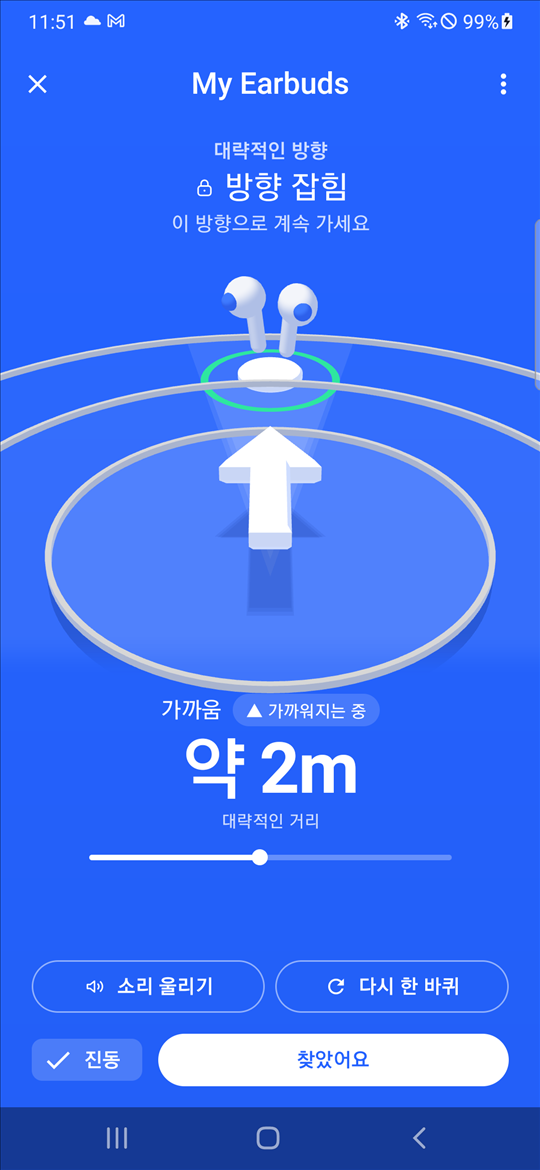 11:51
99%
My Earbuds
대략적인 방향
방향 잡힘
이 방향으로 계속 가세요
가까움
▲ 가까워지는 중
약 2m
대략적인 거리
소리 울리기
다시 한 바퀴
진동
찾았어요